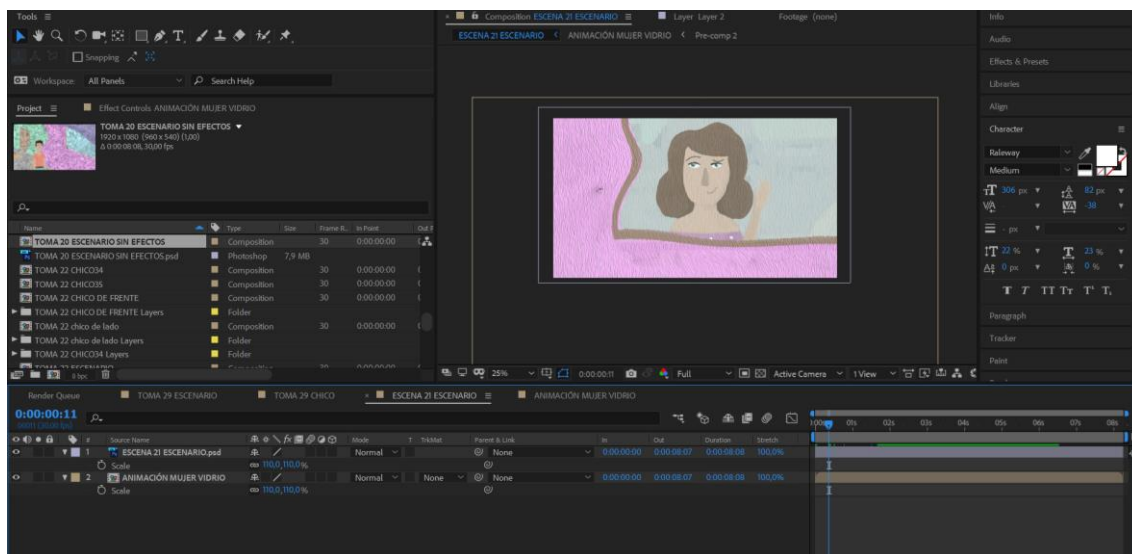 Tools
Snapping
Workspace: All Panels
Search Help
Project
Effect Controls ANIMACIÓN MUJER VIDRIO
TOMA 20 ESCENARIO SIN EFECTOS
1920 x 1080 (960 x 540) (1,00)
Δ 0:00:08:08, 30,00 fps
Name Type Size Frame R... In Point Out
TOMA 20 ESCENARIO SIN EFECTOS Composition 30 0:00:00:00
TOMA 20 ESCENARIO SIN EFECTOS.psd Photoshop 7,9 MB
TOMA 22 CHICO34 Composition 30 0:00:00:00
TOMA 22 CHICO35 Composition 30 0:00:00:00
TOMA 22 CHICO DE FRENTE Composition 30 0:00:00:00
TOMA 22 CHICO DE FRENTE Layers Folder
TOMA 22 chico de lado Composition 30 0:00:00:00
TOMA 22 chico de lado Layers Folder
TOMA 22 CHICO34 Layers Folder
TOMA 22 ESCENARIO Composition 30 0:00:00:00
8 bpc
Composition ESCENA 21 ESCENARIO
Layer Layer 2
Footage (none)
ESCENA 21 ESCENARIO ANIMACIÓN MUJER VIDRIO Pre-comp 2
25% 0:00:00:11 Full Active Camera 1 View
Info
Audio
Effects & Presets
Libraries
Align
Character
Raleway
Medium
306 px 82 px
-38
- px
22 % 23 %
0 px 0 %
T T TT Tт T¹ T₁
Paragraph
Tracker
Paint
Render Queue TOMA 29 ESCENARIO TOMA 29 CHICO ESCENA 21 ESCENARIO ANIMACIÓN MUJER VIDRIO
0:00:00:11
# Source Name Mode T TrkMat Parent & Link In Out Duration Stretch
1 ESCENA 21 ESCENARIO.psd Normal None 0:00:00:00 0:00:08:07 0:00:08:08 100,0%
Scale 110,0,110,0%
2 ANIMACIÓN MUJER VIDRIO Normal None None 0:00:00:00 0:00:08:07 0:00:08:08 100,0%
Scale 110,0,110,0%
01s 02s 03s 04s 05s 06s 07s 08s